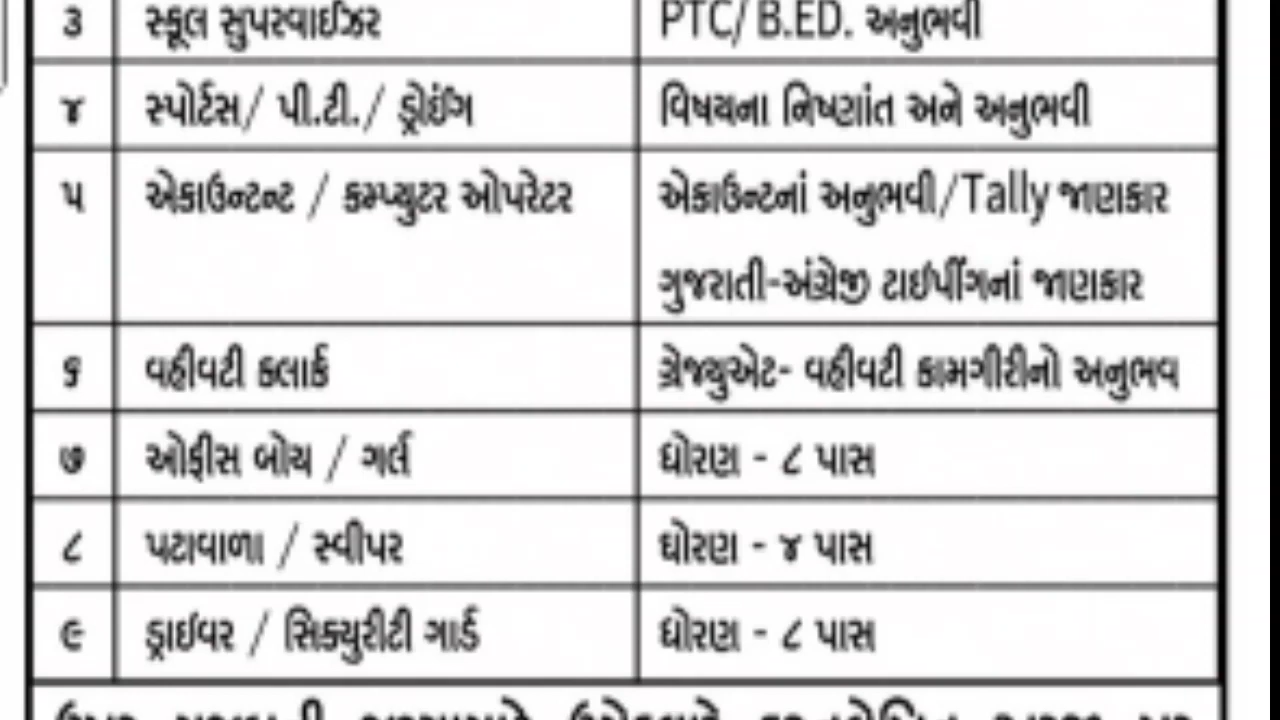 ૩ સ્કૂલ સુપરવાઈઝર PTC/ B.ED. અનુભવી
૪ સ્પોર્ટસ/ પી.ટી./ ડ્રોઈંગ વિષયના નિષ્ણાંત અને અનુભવી
૫ એકાઉન્ટન્ટ / કમ્પ્યુટર ઓપરેટર એકાઉન્ટનાં અનુભવી/Tally જાણકાર
ગુજરાતી-અંગ્રેજી ટાઈપીંગનાં જાણકાર
૬ વહીવટી કલાર્ક ગ્રેજ્યુએટ- વહીવટી કામગીરીનો અનુભવ
૭ ઓફીસ બોય / ગર્લ ધોરણ - ૮ પાસ
૮ પટાવાળા / સ્વીપર ધોરણ - ૪ પાસ
૯ ડ્રાઈવર / સિક્યુરીટી ગાર્ડ ધોરણ - ૮ પાસ